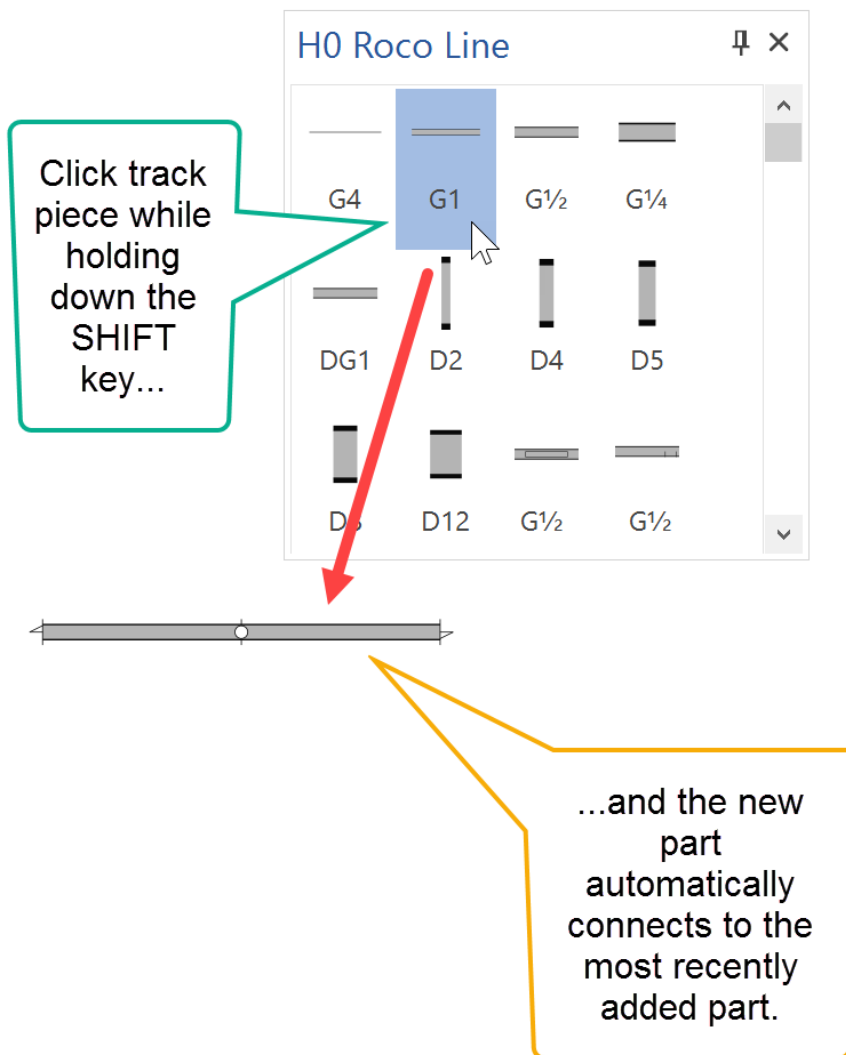 H0 Roco Line
Click track
piece while
holding
down the
SHIFT
key...
G4 G1 G½ G¼
DG1 D2 D4 D5
D12 G½ G½
...and the new
part
automatically
connects to the
most recently
added part.